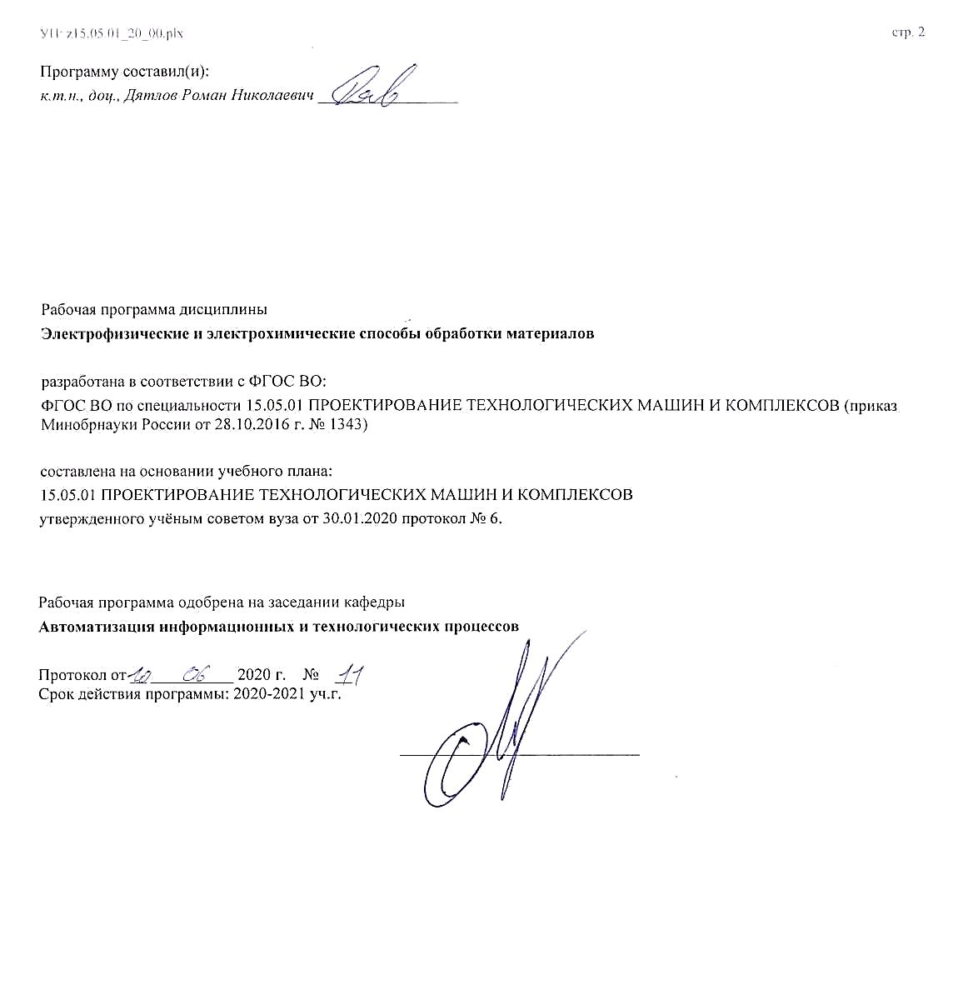 УП: z15.05.01_20_00.plx стр. 2
Программу составил(и):
к.т.н., доц., Дятлов Роман Николаевич
Рабочая программа дисциплины
Электрофизические и электрохимические способы обработки материалов
разработана в соответствии с ФГОС ВО:
ФГОС ВО по специальности 15.05.01 ПРОЕКТИРОВАНИЕ ТЕХНОЛОГИЧЕСКИХ МАШИН И КОМПЛЕКСОВ (приказ
Минобрнауки России от 28.10.2016 г. № 1343)
составлена на основании учебного плана:
15.05.01 ПРОЕКТИРОВАНИЕ ТЕХНОЛОГИЧЕСКИХ МАШИН И КОМПЛЕКСОВ
утвержденного учёным советом вуза от 30.01.2020 протокол № 6.
Рабочая программа одобрена на заседании кафедры
Автоматизация информационных и технологических процессов
Протокол от 10 06 2020 г. № 11
Срок действия программы: 2020-2021 уч.г.